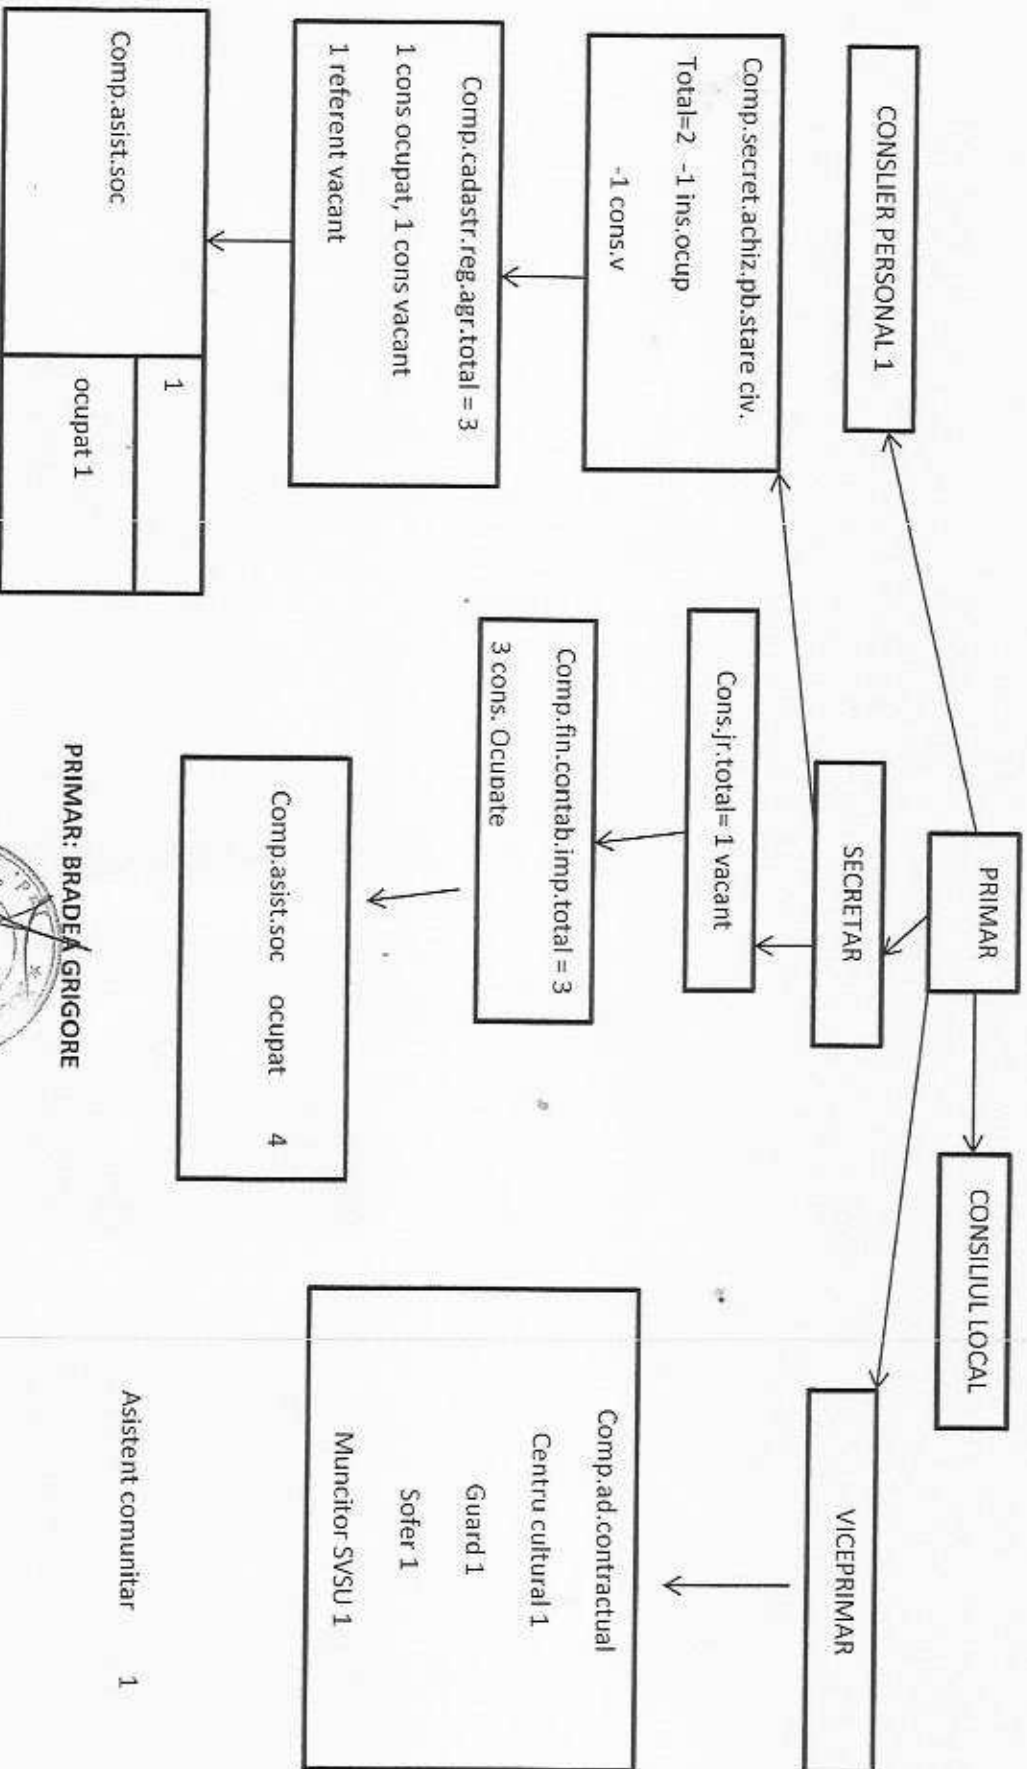 PRIMAR
CONSILIUL LOCAL
CONSLIER PERSONAL 1
SECRETAR
VICEPRIMAR
Comp.secret.achiz.pb.stare civ.
Total=2 -1 ins.ocup
-1 cons.v
Cons.jr.total= 1 vacant
Comp.ad.contractual
Centru cultural 1
Guard 1
Sofer 1
Muncitor SVSU 1
Comp.cadastr.reg.agr.total = 3
1 cons ocupat, 1 cons vacant
1 referent vacant
Comp.fin.contab.imp.total = 3
3 cons. Ocupate
Comp.asist.soc
1
ocupat 1
Comp.asist.soc ocupat 4
Asistent comunitar 1
PRIMAR: BRADEA GRIGORE